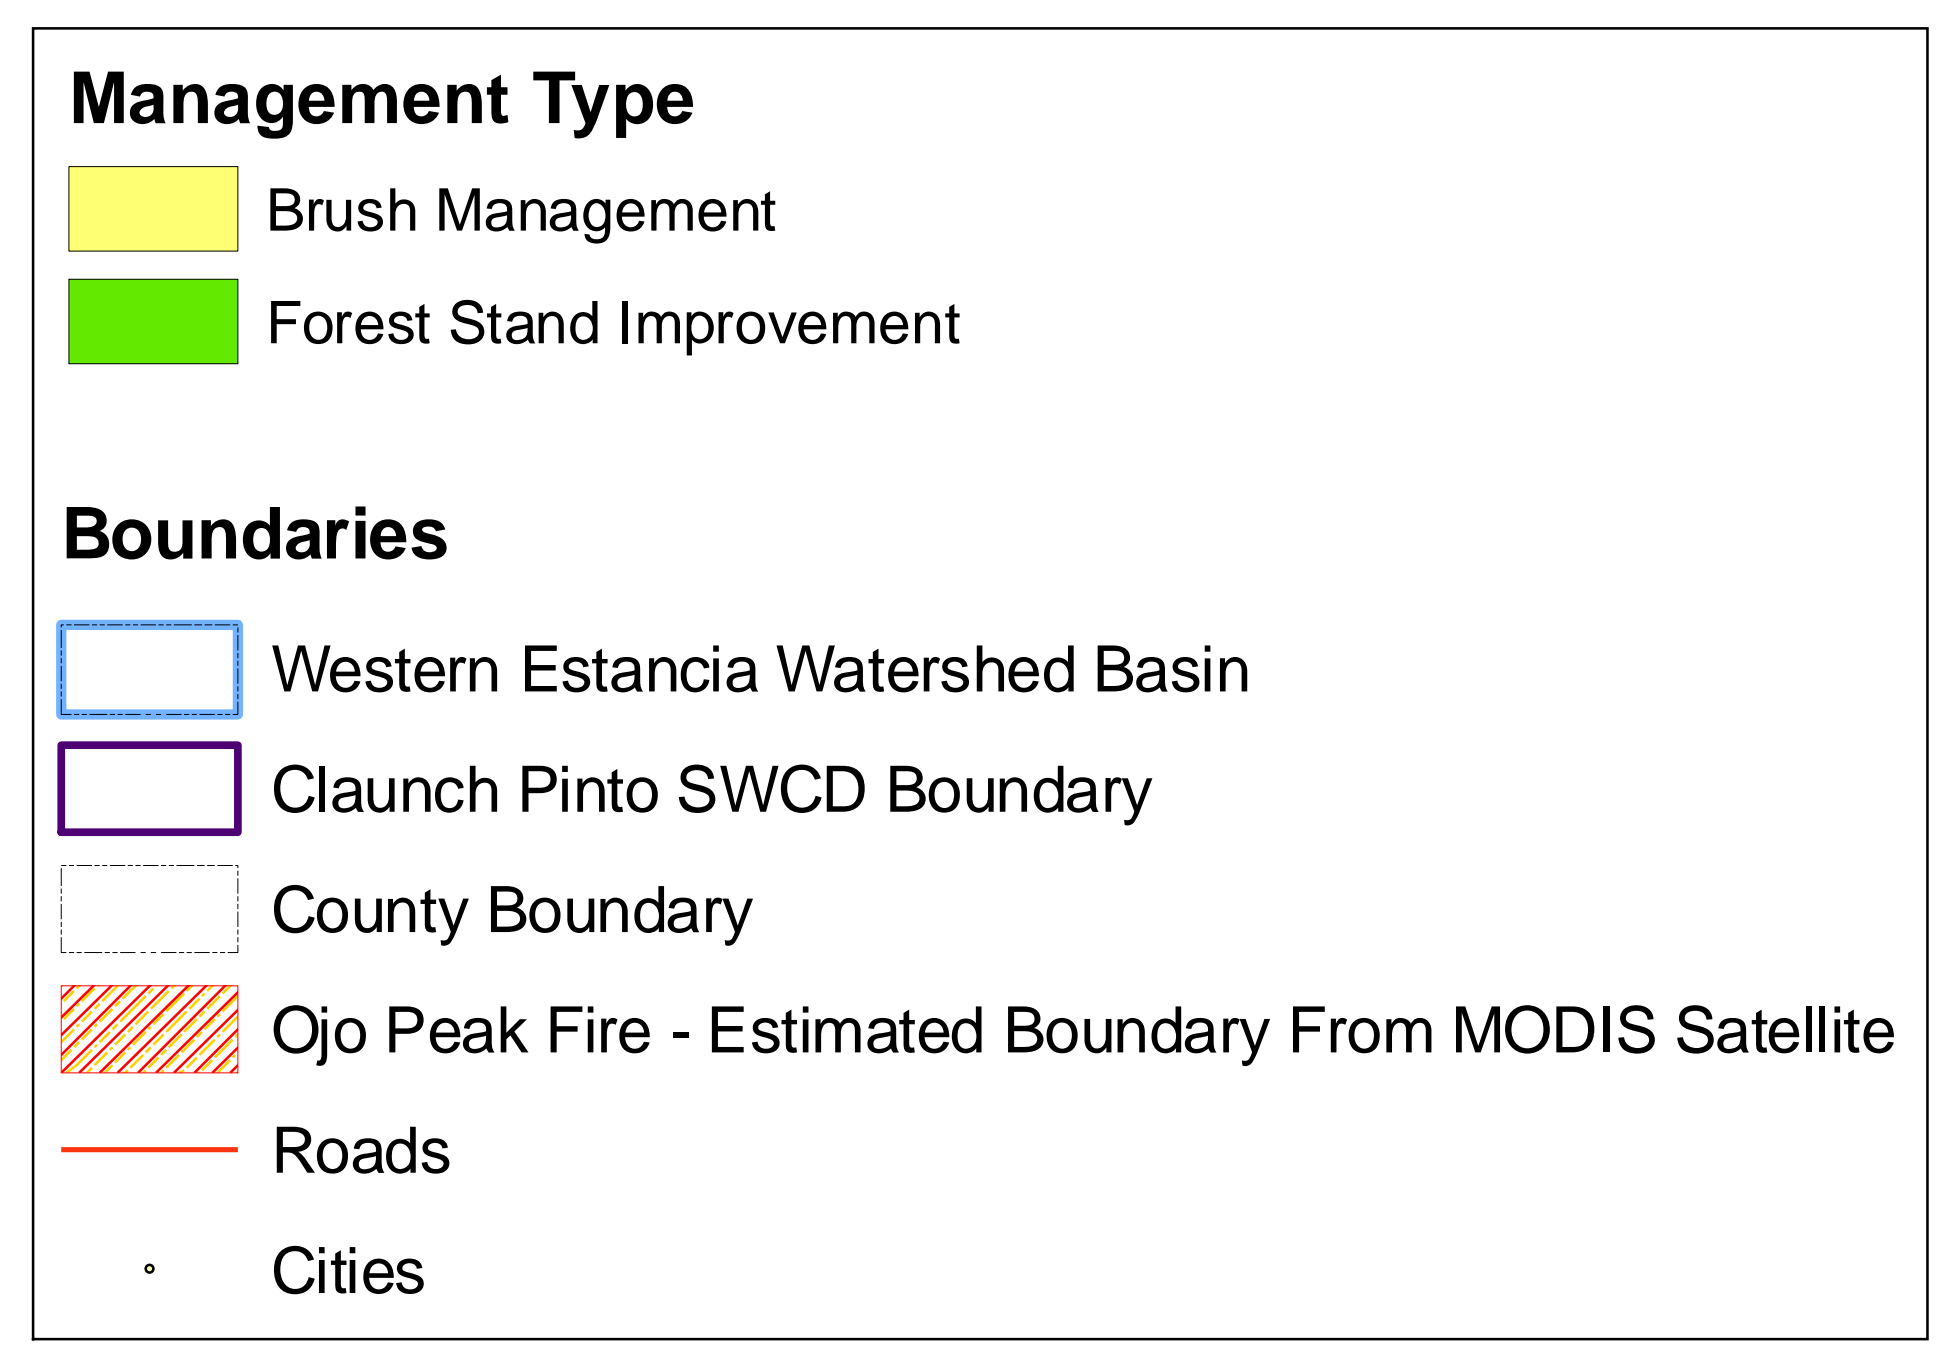 Management Type
Brush Management
Forest Stand Improvement
Boundaries
Western Estancia Watershed Basin
Claunch Pinto SWCD Boundary
County Boundary
Ojo Peak Fire - Estimated Boundary From MODIS Satellite
Roads
Cities